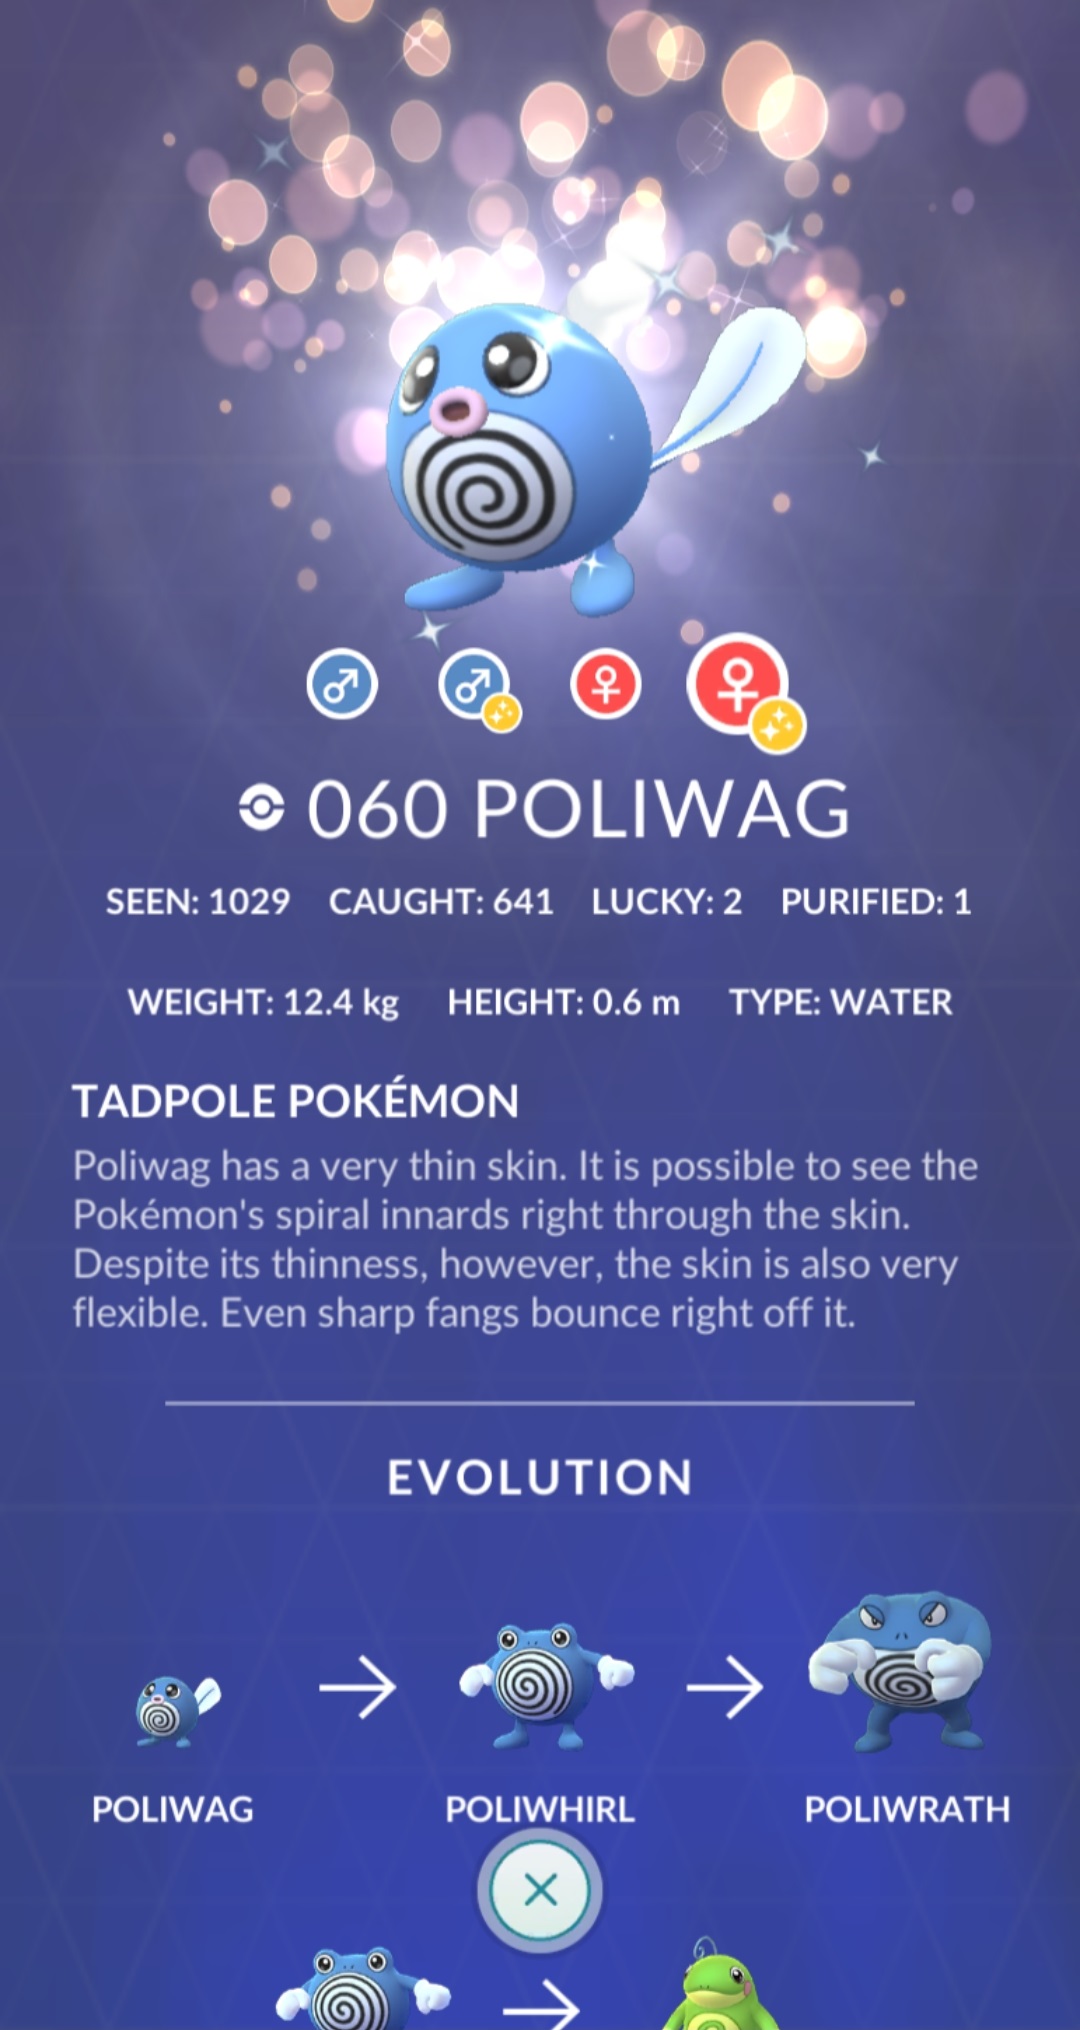 060 POLIWAG
SEEN: 1029 CAUGHT: 641 LUCKY: 2 PURIFIED: 1
WEIGHT: 12.4 kg HEIGHT: 0.6 m TYPE: WATER
TADPOLE POKÉMON
Poliwag has a very thin skin. It is possible to see the
Pokémon's spiral innards right through the skin.
Despite its thinness, however, the skin is also very
flexible. Even sharp fangs bounce right off it.
EVOLUTION
POLIWAG POLIWHIRL POLIWRATH